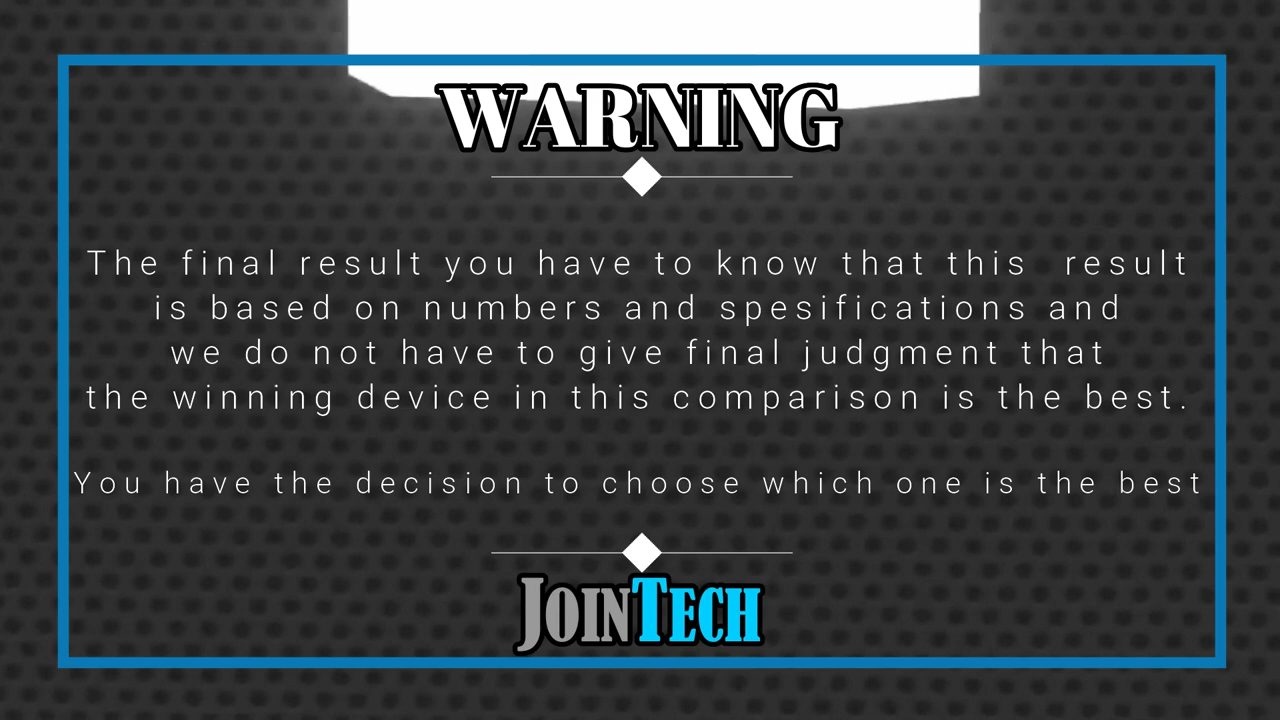 WARNING
The final result you have to know that this result
is based on numbers and spesifications and
we do not have to give final judgment that
the winning device in this comparison is the best.
You have the decision to choose which one is the best
JOINTECH